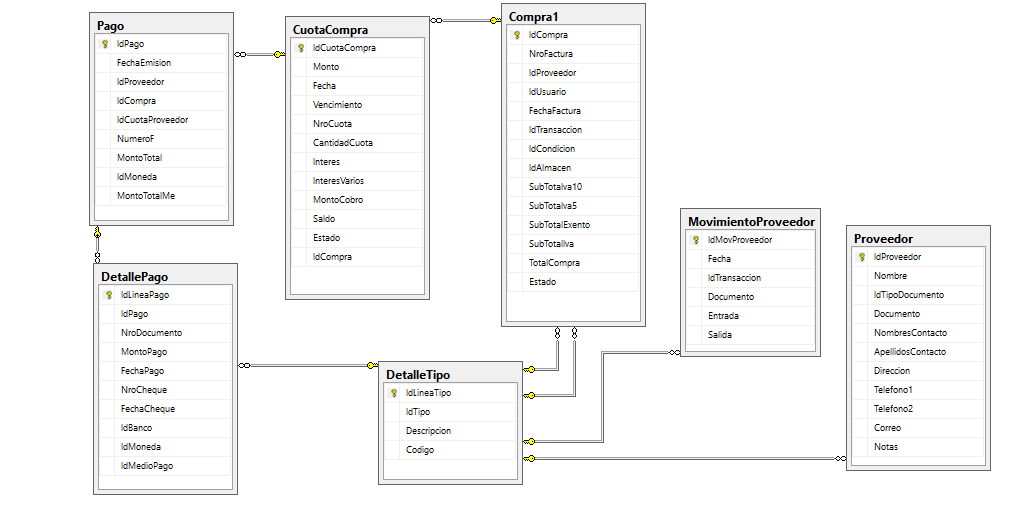 Pago
IdPago
FechaEmision
IdProveedor
IdCompra
IdCuotaProveedor
NumeroF
MontoTotal
IdMoneda
MontoTotalMe
CuotaCompra
IdCuotaCompra
Monto
Fecha
Vencimiento
NroCuota
CantidadCuota
Interes
InteresVarios
MontoCobro
Saldo
Estado
IdCompra
Compra1
IdCompra
NroFactura
IdProveedor
IdUsuario
FechaFactura
IdTransaccion
IdCondicion
IdAlmacen
SubTotalva10
SubTotalva5
SubTotalExento
SubTotalIva
TotalCompra
Estado
MovimientoProveedor
IdMovProveedor
Fecha
IdTransaccion
Documento
Entrada
Salida
Proveedor
IdProveedor
Nombre
IdTipoDocumento
Documento
NombresContacto
ApellidosContacto
Direccion
Telefono1
Telefono2
Correo
Notas
DetallePago
IdLineaPago
IdPago
NroDocumento
MontoPago
FechaPago
NroCheque
FechaCheque
IdBanco
IdMoneda
IdMedioPago
DetalleTipo
IdLineaTipo
IdTipo
Descripcion
Codigo